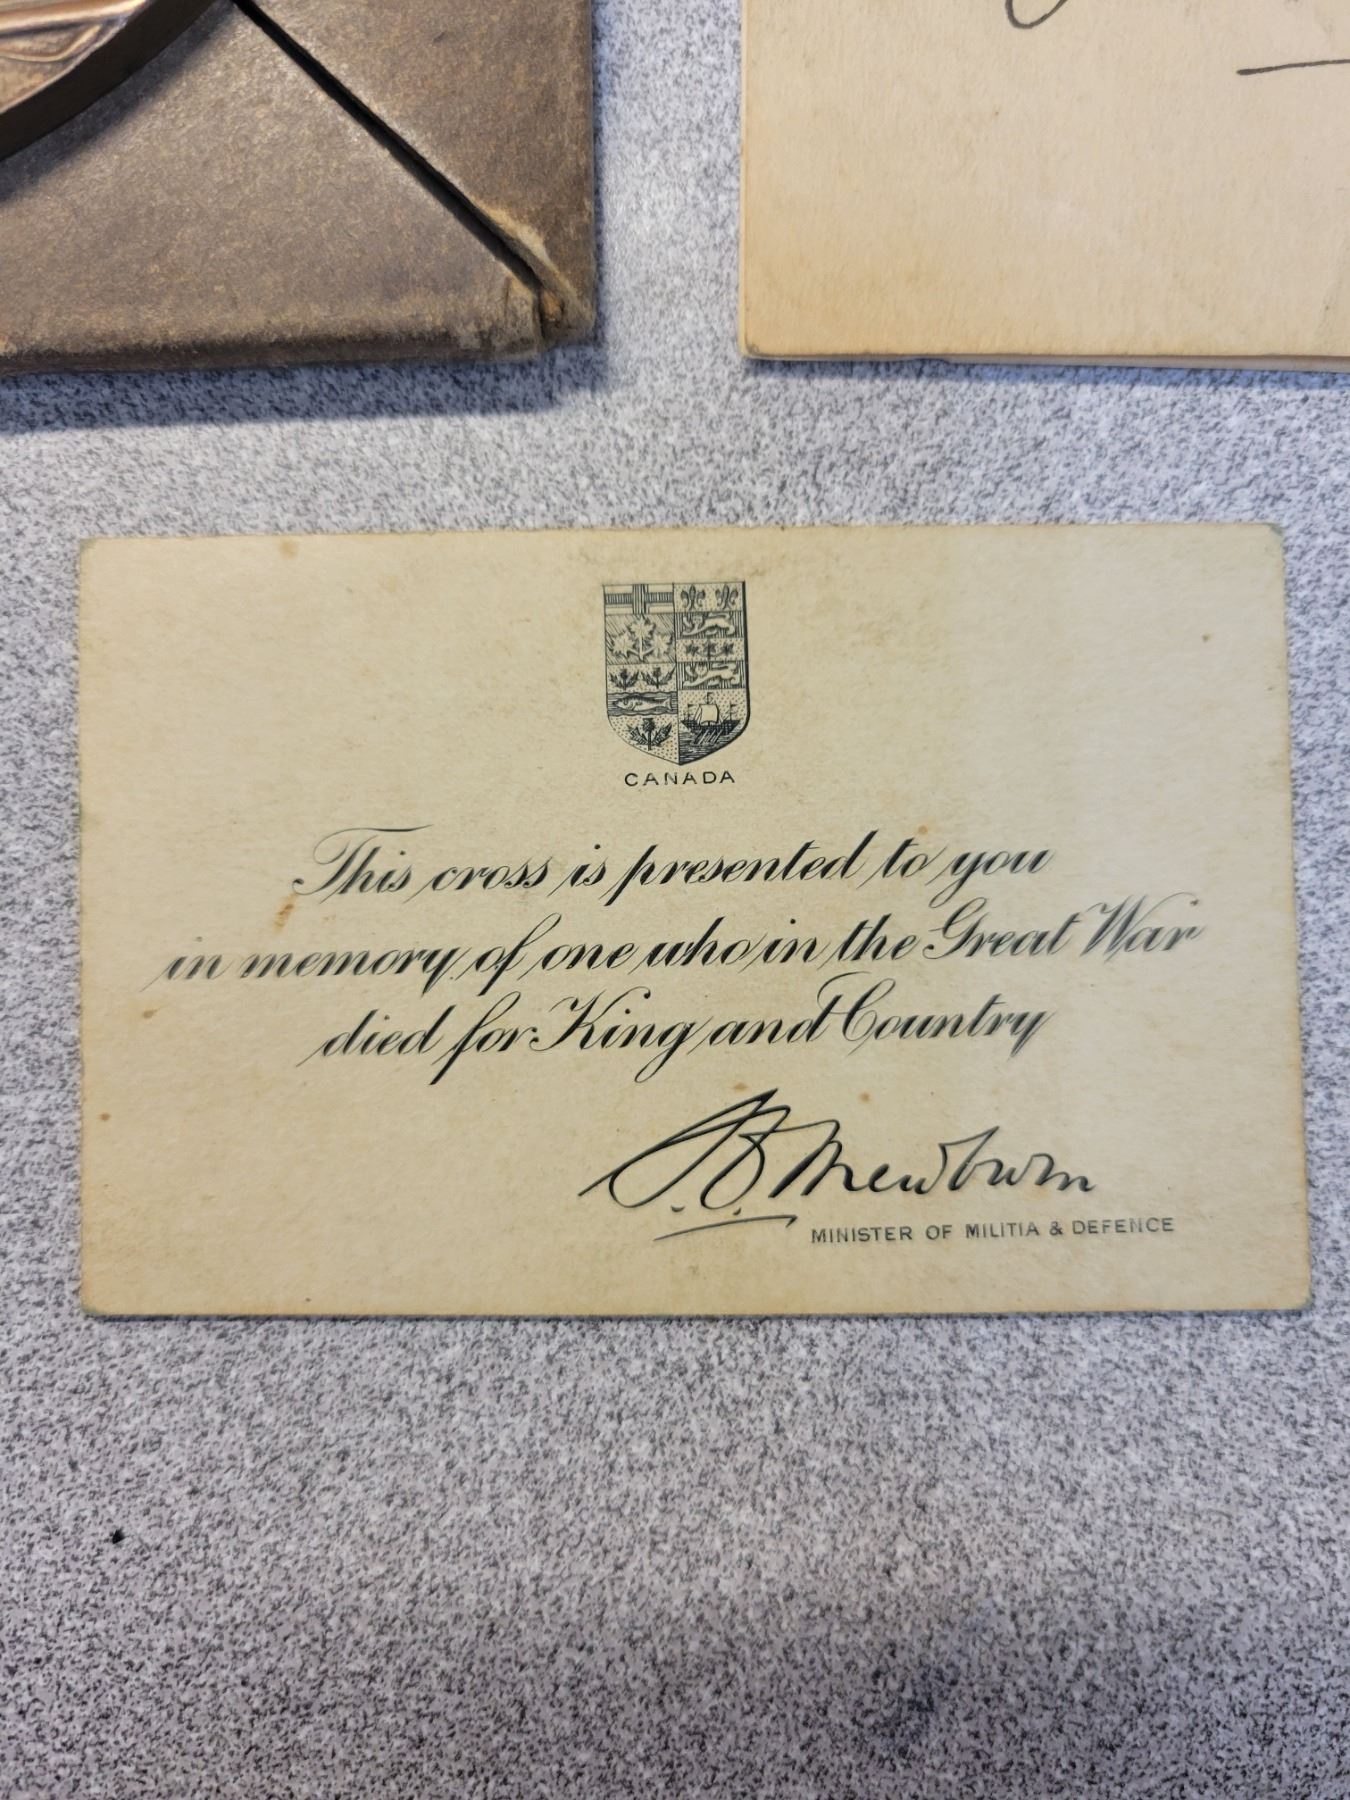 CANADA
This cross is presented to you
in memory of one who in the Great War
died for King and Country
S.C. Mewburn
MINISTER OF MILITIA & DEFENCE